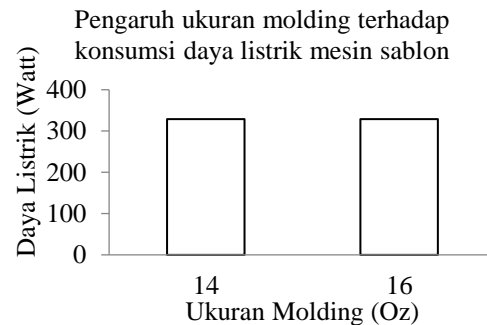 Pengaruh ukuran molding terhadap
konsumsi daya listrik mesin sablon
Daya Listrik (Watt)
400
300
200
100
0
14 16
Ukuran Molding (Oz)